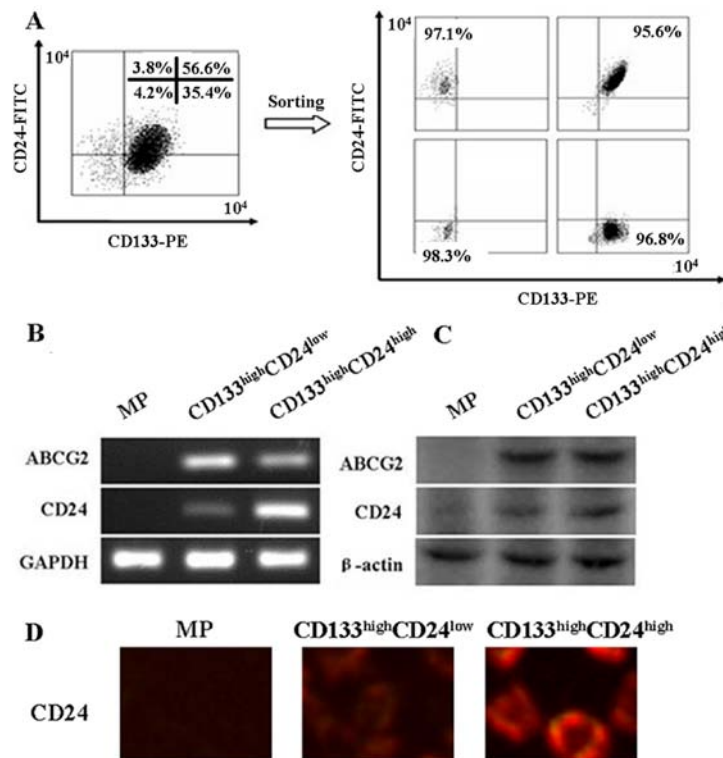 A
10⁴
3.8% 56.6%
4.2% 35.4%
CD24-FITC
10⁴
CD133-PE
Sorting
10⁴
97.1%
95.6%
CD24-FITC
98.3%
96.8%
10⁴
CD133-PE
B
MP
CD133ʰⁱᵍʰCD24ˡᵒʷ
CD133ʰⁱᵍʰCD24ʰⁱᵍʰ
ABCG2
CD24
GAPDH
C
MP
CD133ʰⁱᵍʰCD24ˡᵒʷ
CD133ʰⁱᵍʰCD24ʰⁱᵍʰ
ABCG2
CD24
β-actin
D
MP
CD133ʰⁱᵍʰCD24ˡᵒʷ
CD133ʰⁱᵍʰCD24ʰⁱᵍʰ
CD24